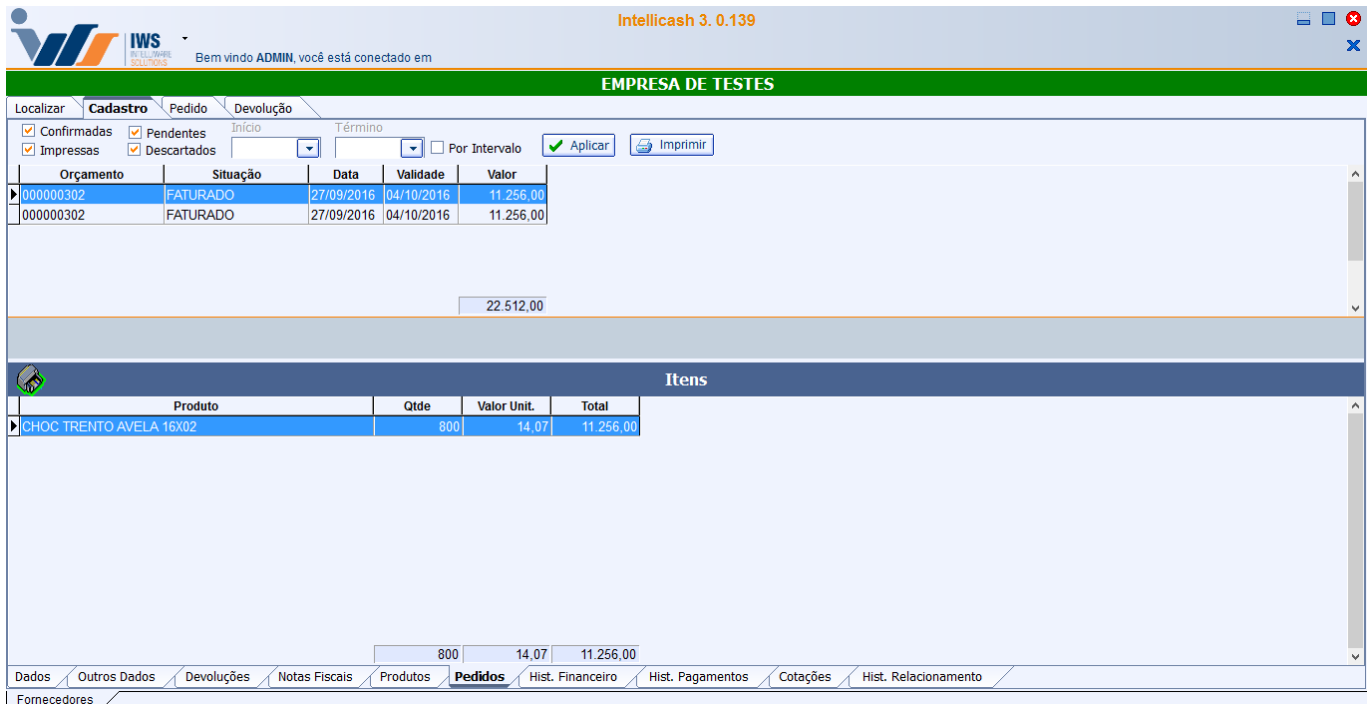 Intellicash 3. 0.139
IWS
INTELLIWARE
SOLUTIONS
Bem vindo ADMIN, você está conectado em
EMPRESA DE TESTES
Localizar Cadastro Pedido Devolução
Confirmadas Pendentes Início Término
Impressas Descartados Por Intervalo Aplicar Imprimir
Orçamento Situação Data Validade Valor
000000302 FATURADO 27/09/2016 04/10/2016 11.256,00
000000302 FATURADO 27/09/2016 04/10/2016 11.256,00
22.512,00
Itens
Produto Qtde Valor Unit. Total
CHOC TRENTO AVELA 16X02 800 14,07 11.256,00
800 14,07 11.256,00
Dados Outros Dados Devoluções Notas Fiscais Produtos Pedidos Hist. Financeiro Hist. Pagamentos Cotações Hist. Relacionamento
Fornecedores